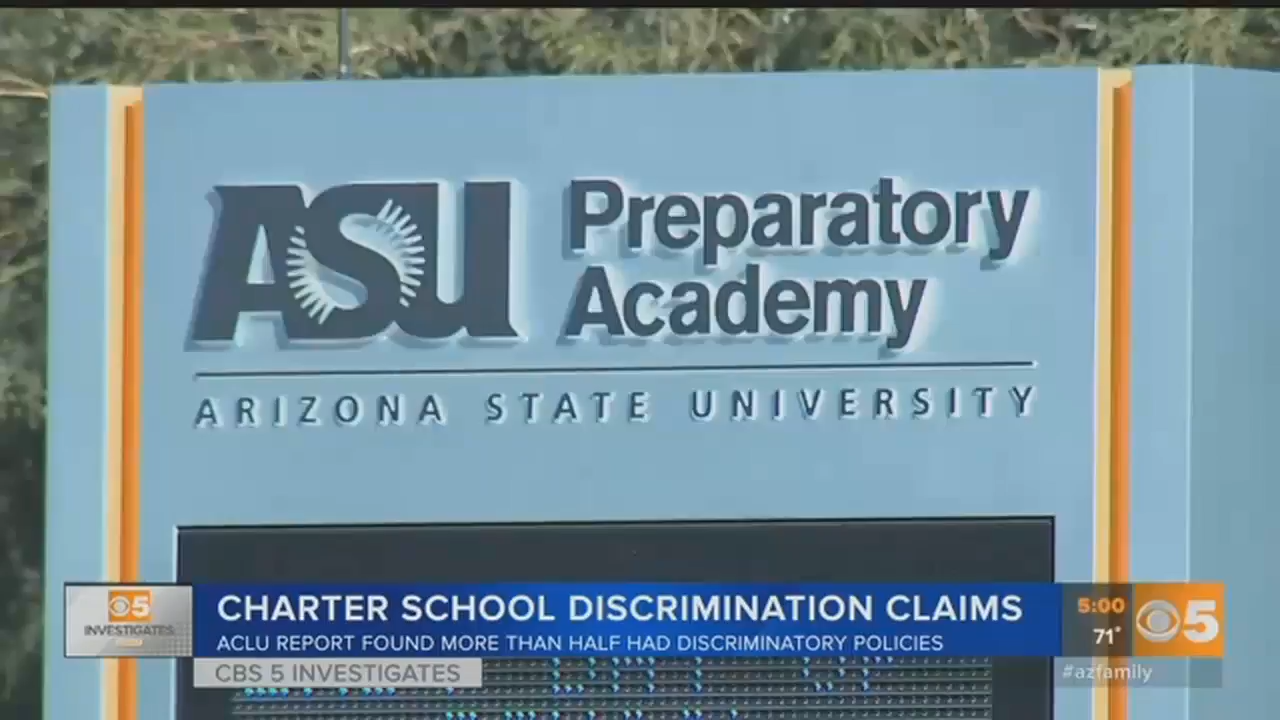 ASU
Preparatory
Academy
ARIZONA STATE UNIVERSITY
5
INVESTIGATES
CHARTER SCHOOL DISCRIMINATION CLAIMS
ACLU REPORT FOUND MORE THAN HALF HAD DISCRIMINATORY POLICIES
CBS 5 INVESTIGATES
5:00
71°
5
#azfamily